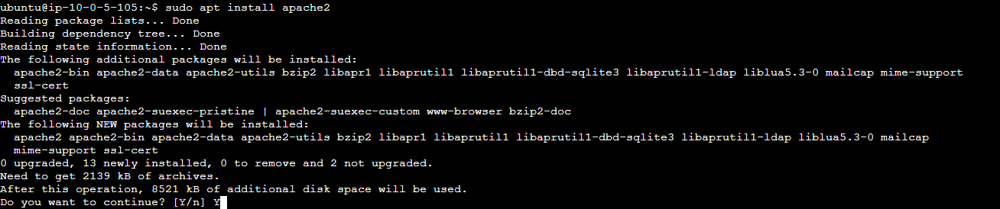 ubuntu@ip-10-0-5-105:~$ sudo apt install apache2
Reading package lists... Done
Building dependency tree... Done
Reading state information... Done
The following additional packages will be installed:
  apache2-bin apache2-data apache2-utils bzip2 libapr1 libaprutil1 libaprutil1-dbd-sqlite3 libaprutil1-ldap liblua5.3-0 mailcap mime-support
  ssl-cert
Suggested packages:
  apache2-doc apache2-suexec-pristine | apache2-suexec-custom www-browser bzip2-doc
The following NEW packages will be installed:
  apache2 apache2-bin apache2-data apache2-utils bzip2 libapr1 libaprutil1 libaprutil1-dbd-sqlite3 libaprutil1-ldap liblua5.3-0 mailcap
  mime-support ssl-cert
0 upgraded, 13 newly installed, 0 to remove and 2 not upgraded.
Need to get 2139 kB of archives.
After this operation, 8521 kB of additional disk space will be used.
Do you want to continue? [Y/n] Y